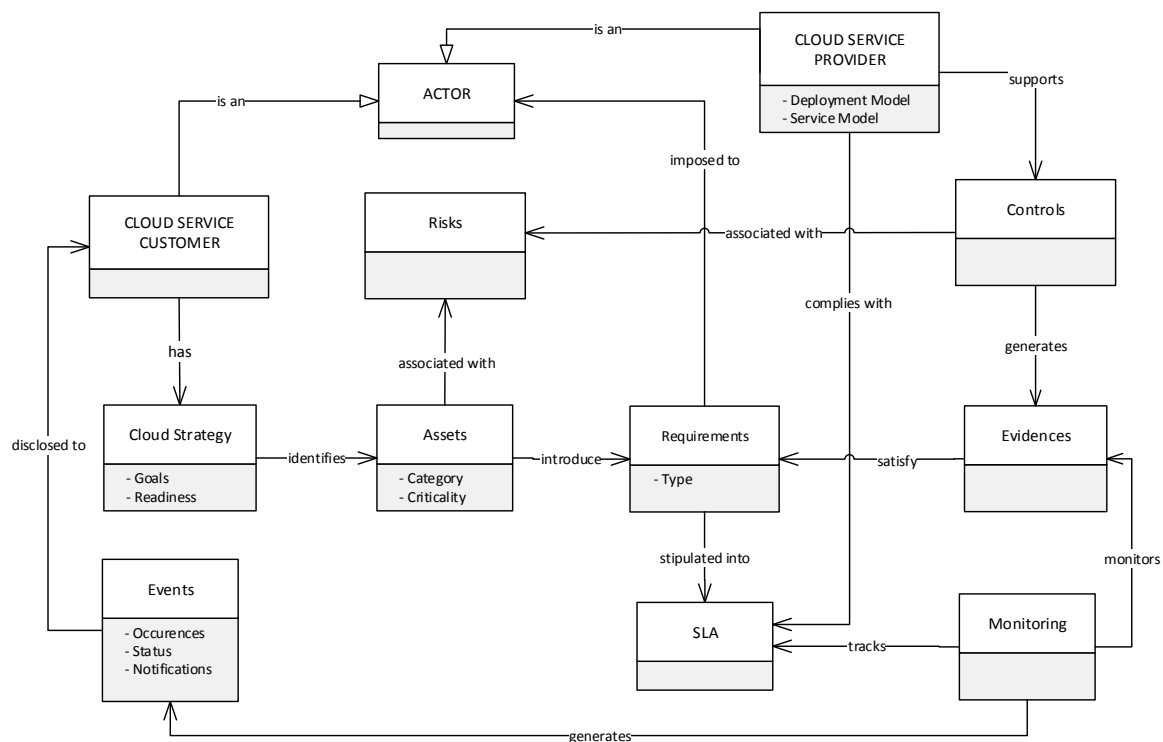 is an
CLOUD SERVICE
PROVIDER
- Deployment Model
- Service Model
ACTOR
is an
supports
imposed to
CLOUD SERVICE
CUSTOMER
Risks
Controls
associated with
complies with
has
associated with
generates
Cloud Strategy
- Goals
- Readiness
identifies
Assets
- Category
- Criticality
introduce
Requirements
- Type
satisfy
Evidences
disclosed to
stipulated into
monitors
Events
- Occurences
- Status
- Notifications
SLA
tracks
Monitoring
generates